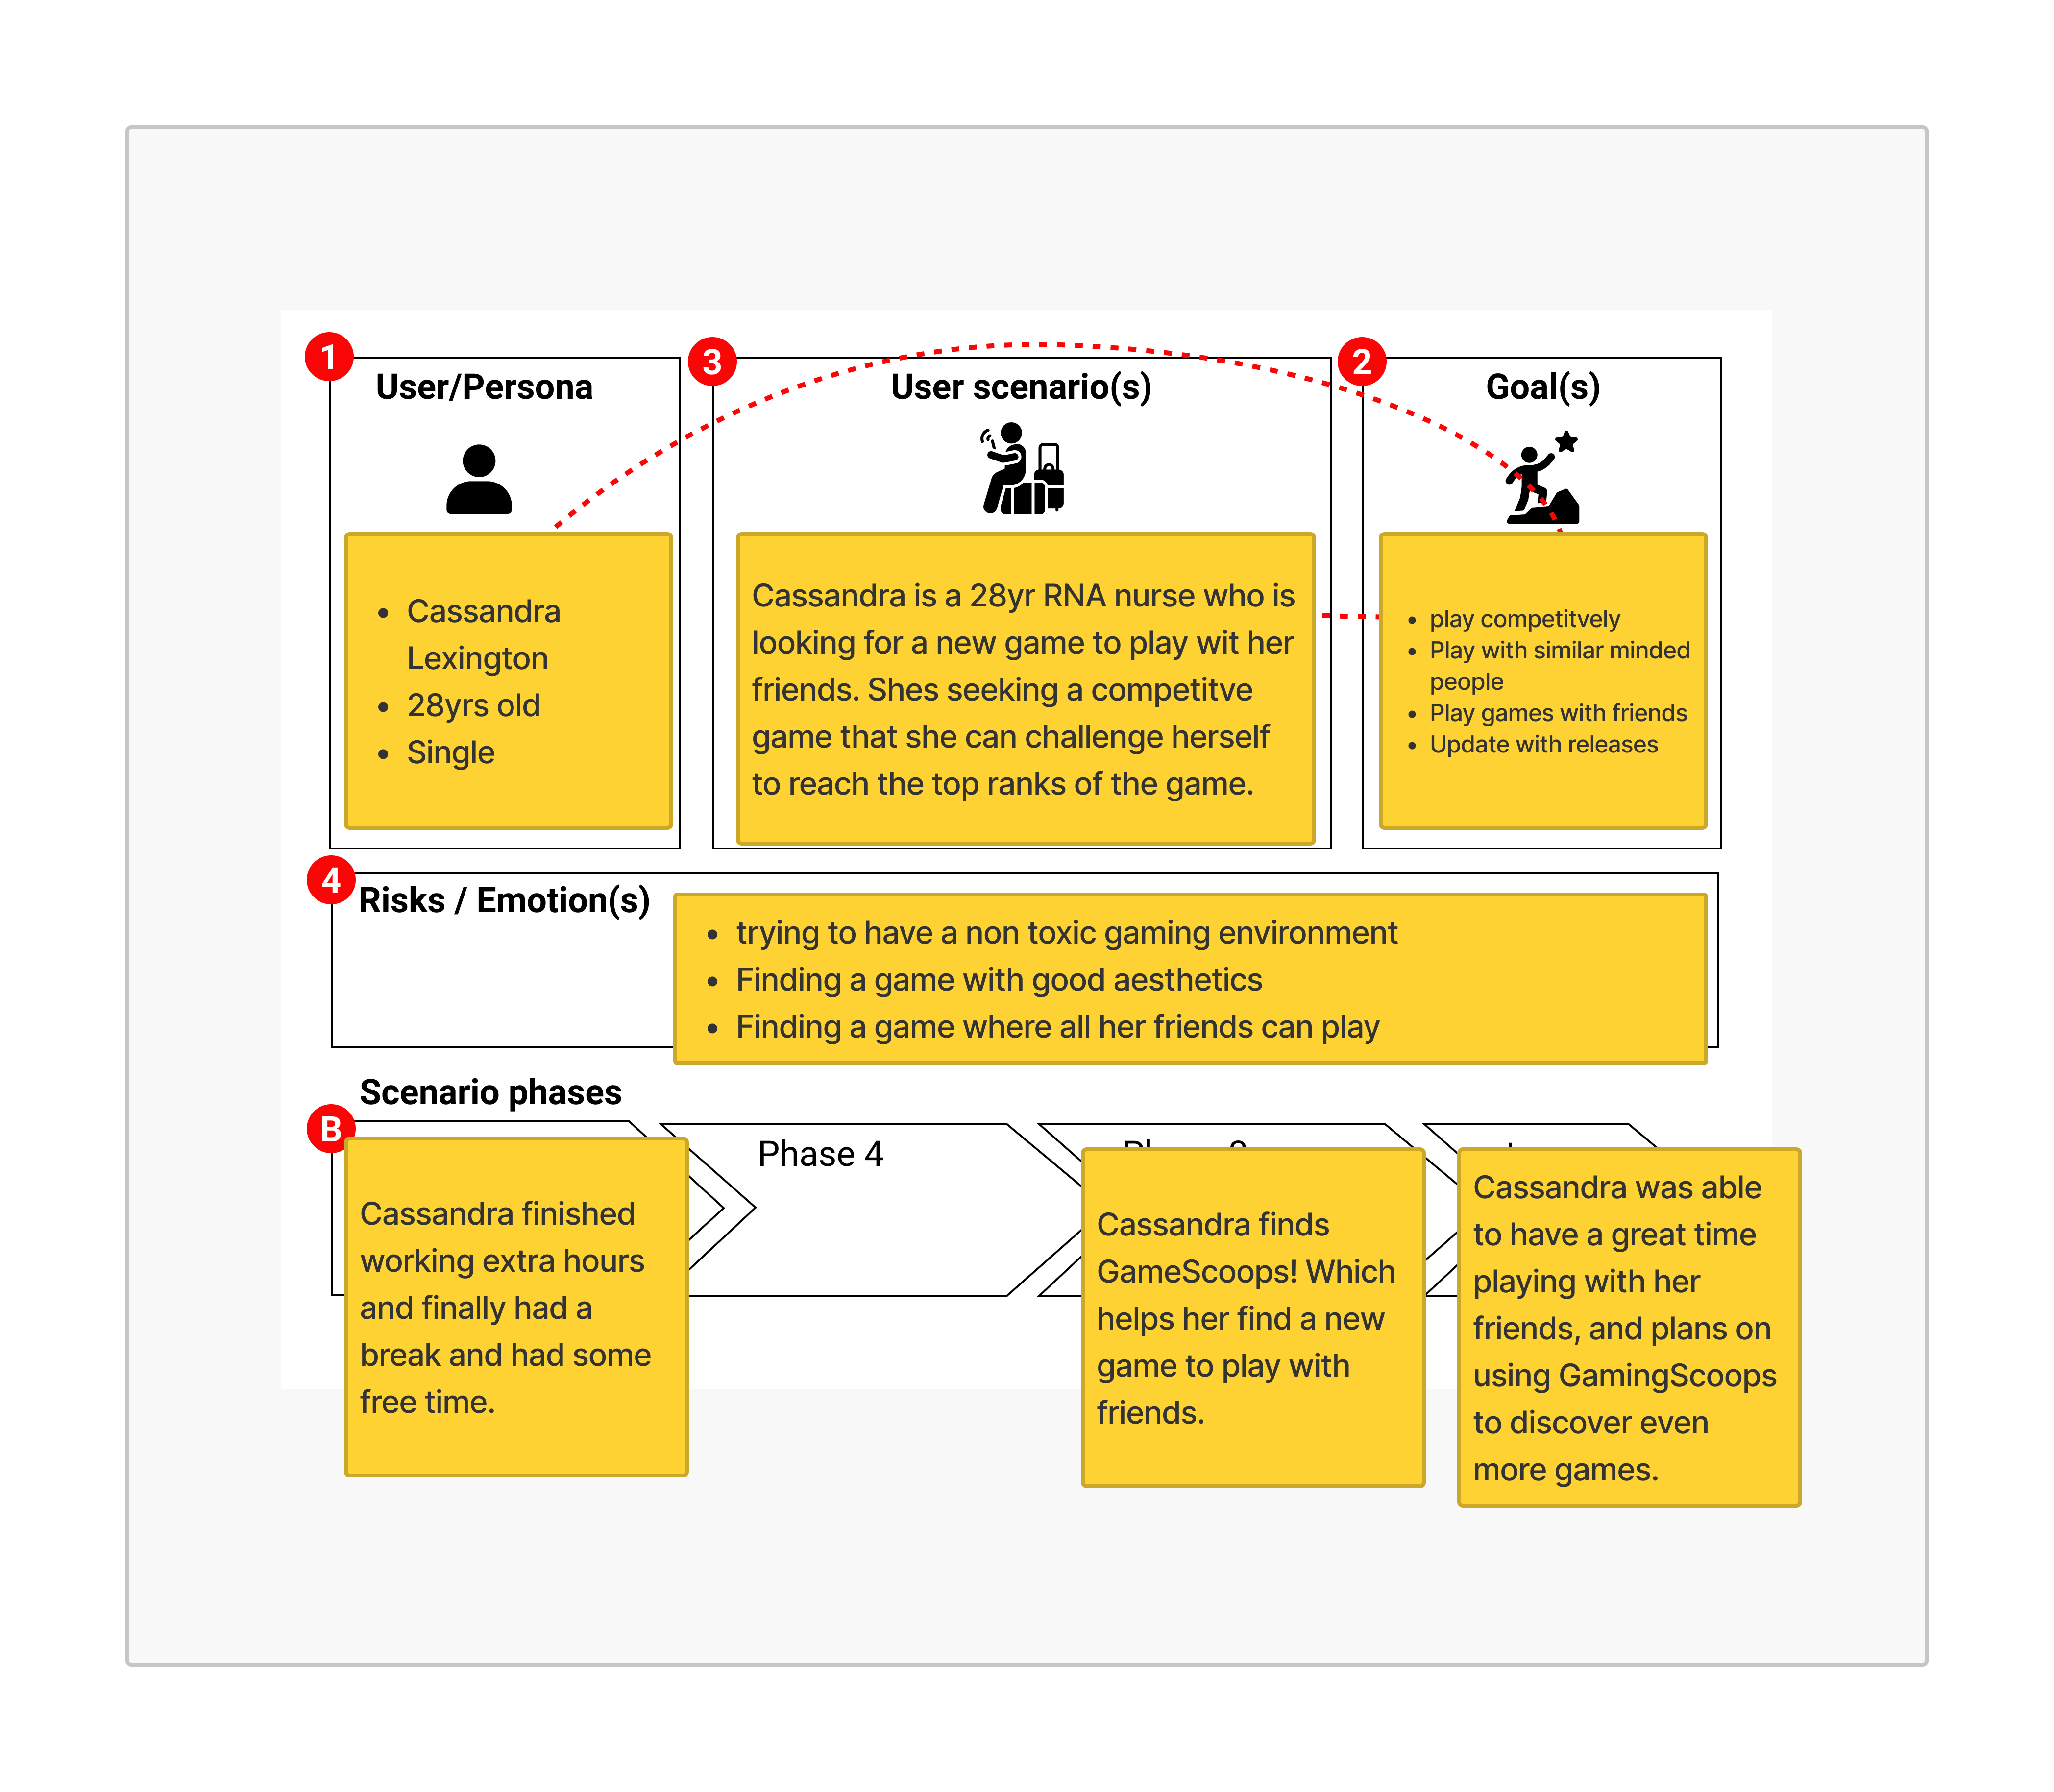 1
User/Persona
• Cassandra
Lexington
• 28yrs old
• Single
3
User scenario(s)
Cassandra is a 28yr RNA nurse who is
looking for a new game to play wit her
friends. Shes seeking a competitve
game that she can challenge herself
to reach the top ranks of the game.
2
Goal(s)
• play competitvely
• Play with similar minded
people
• Play games with friends
• Update with releases
4
Risks / Emotion(s)
• trying to have a non toxic gaming environment
• Finding a game with good aesthetics
• Finding a game where all her friends can play
Scenario phases
B
Cassandra finished
working extra hours
and finally had a
break and had some
free time.
Phase 4
Cassandra finds
GameScoops! Which
helps her find a new
game to play with
friends.
Cassandra was able
to have a great time
playing with her
friends, and plans on
using GamingScoops
to discover even
more games.